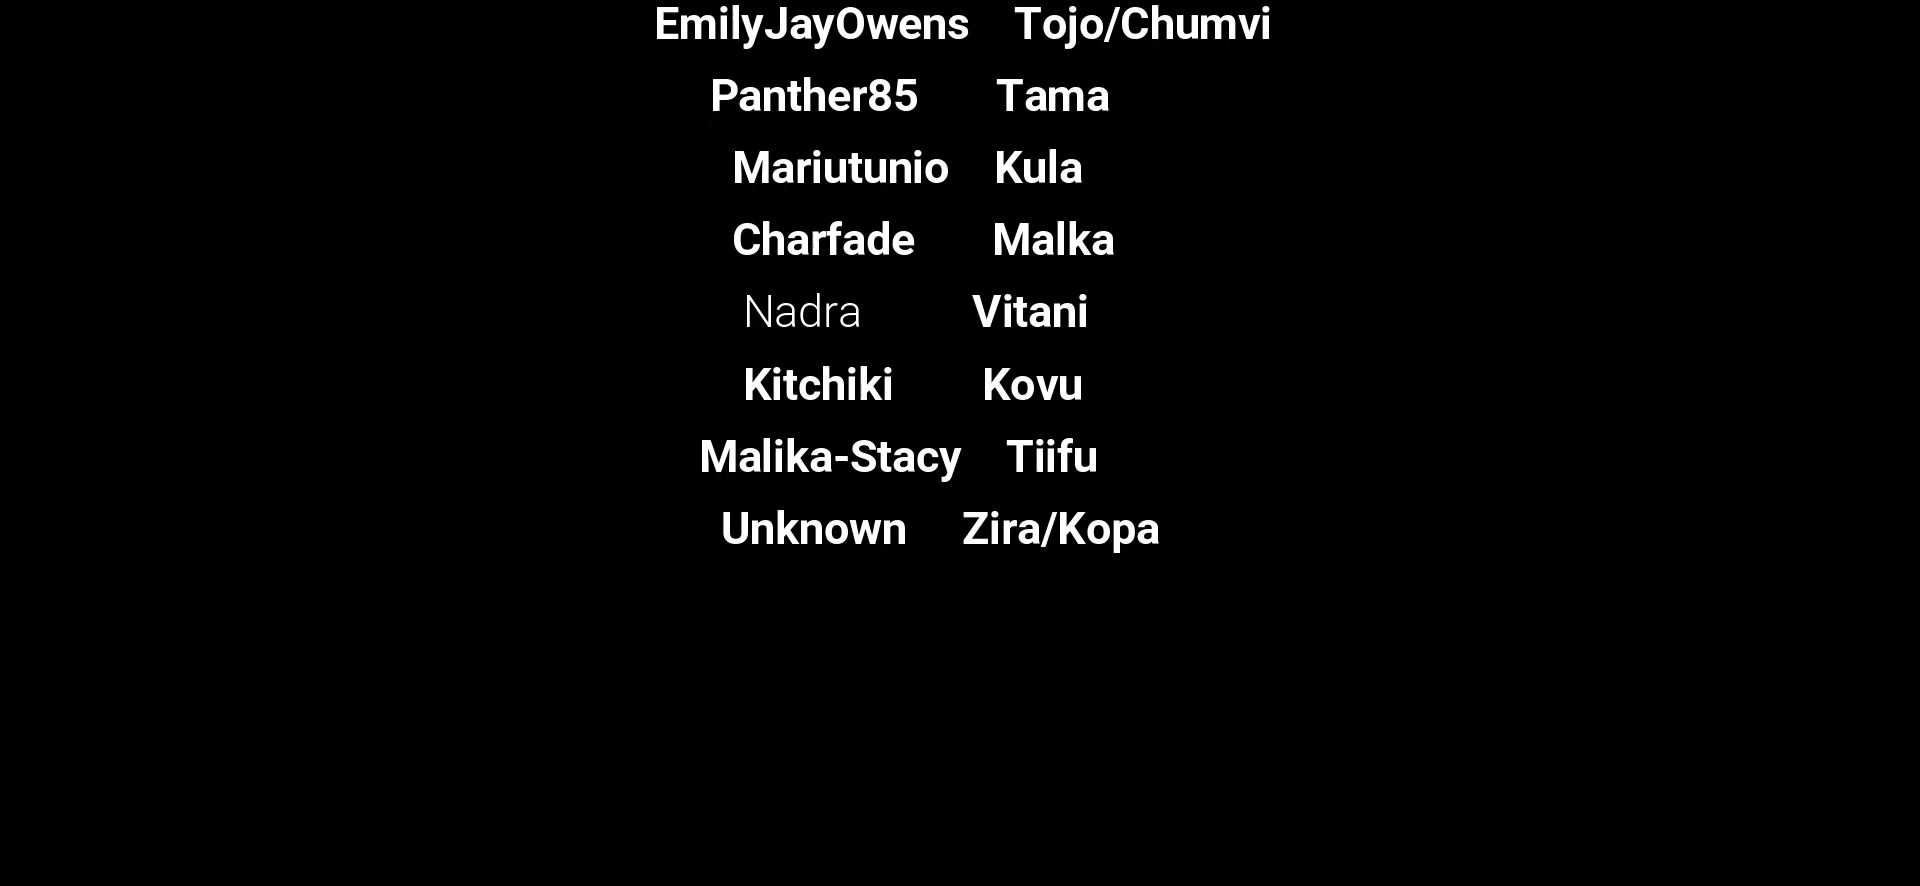 EmilyJayOwens Tojo/Chumvi
Panther85 Tama
Mariutunio Kula
Charfade Malka
Nadra Vitani
Kitchiki Kovu
Malika-Stacy Tiifu
Unknown Zira/Kopa